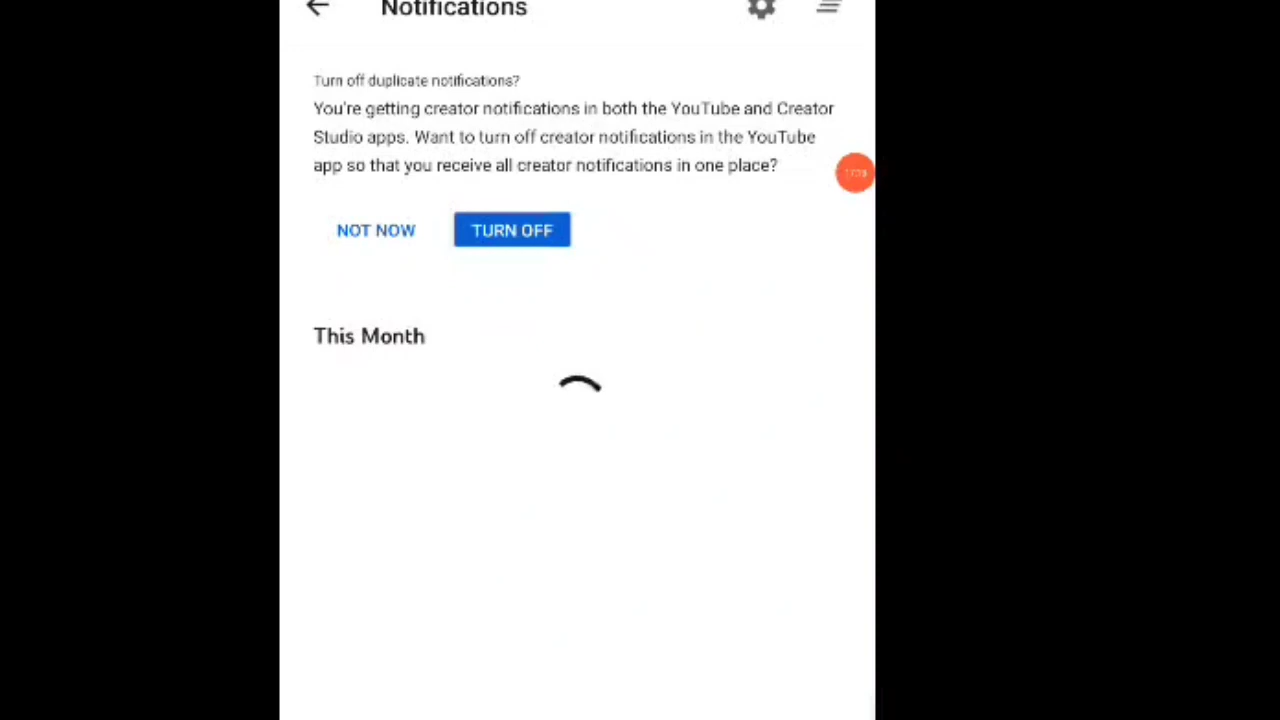 Notifications
Turn off duplicate notifications?
You're getting creator notifications in both the YouTube and Creator
Studio apps. Want to turn off creator notifications in the YouTube
app so that you receive all creator notifications in one place?
NOT NOW
TURN OFF
This Month